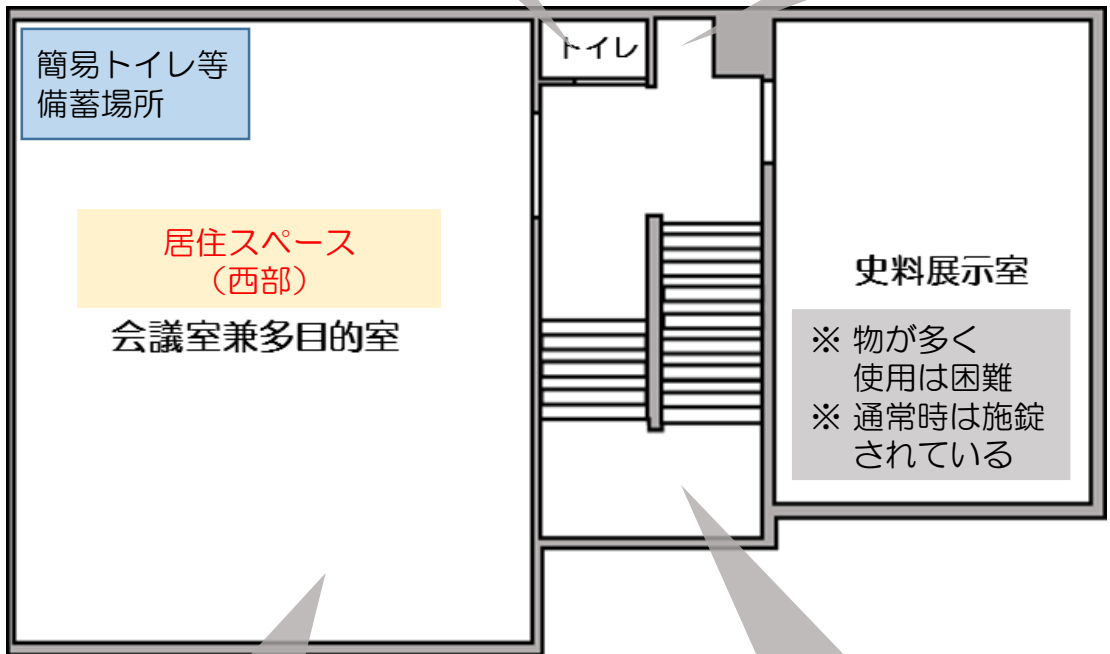 簡易トイレ等
備蓄場所
トイレ
居住スペース
（西部）
会議室兼多目的室
史料展示室
※ 物が多く
使用は困難
※ 通常時は施錠
されている